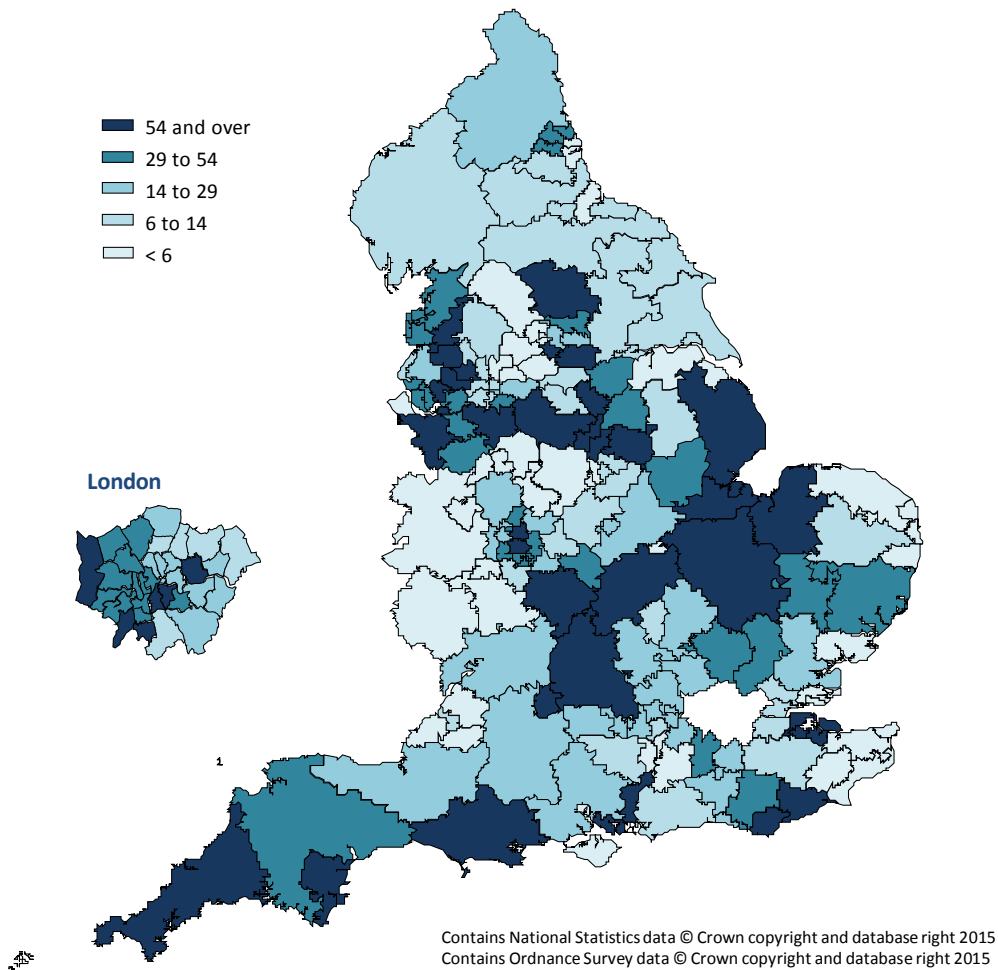 54 and over
29 to 54
14 to 29
6 to 14
< 6
London
1
Contains National Statistics data © Crown copyright and database right 2015
Contains Ordnance Survey data © Crown copyright and database right 2015